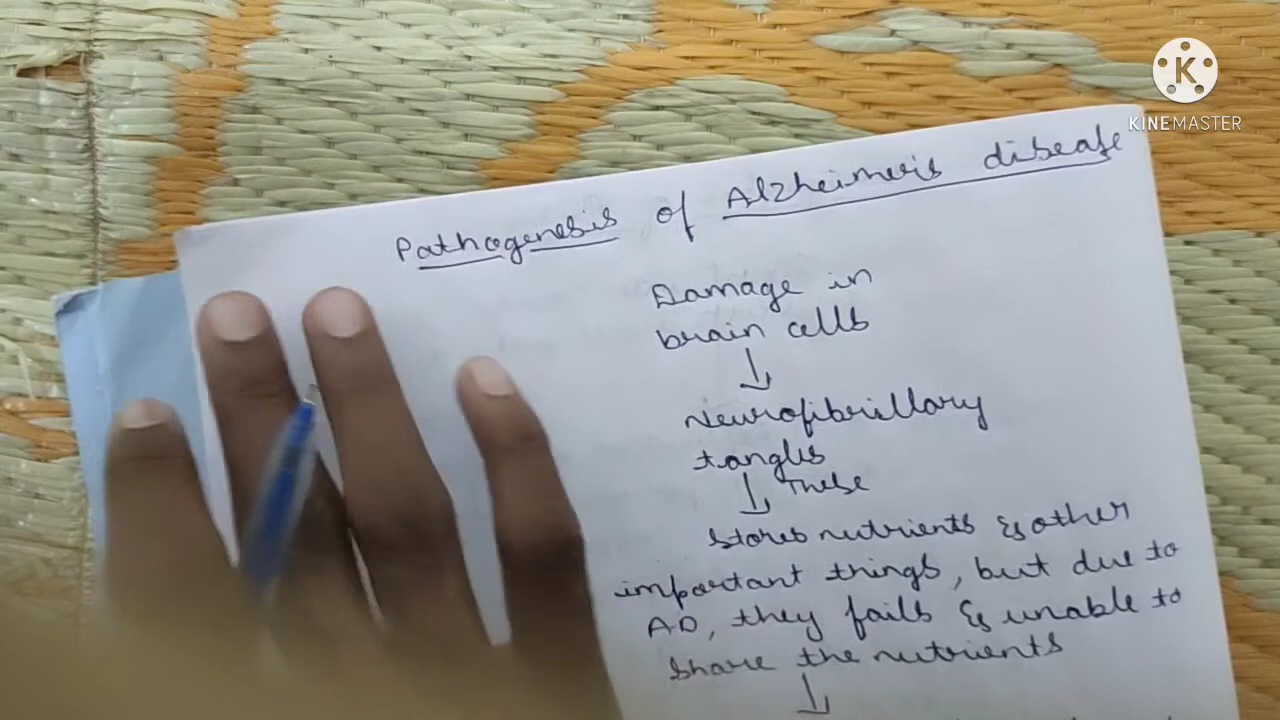 K
KINEMASTER
Pathogenesis of Alzheimer's disease
Damage in
brain cells
↓
Neurofibrillary
tangles
↓ These
stores nutrients & other
important things, but due to
AD, they fails & unable to
share the nutrients
↓